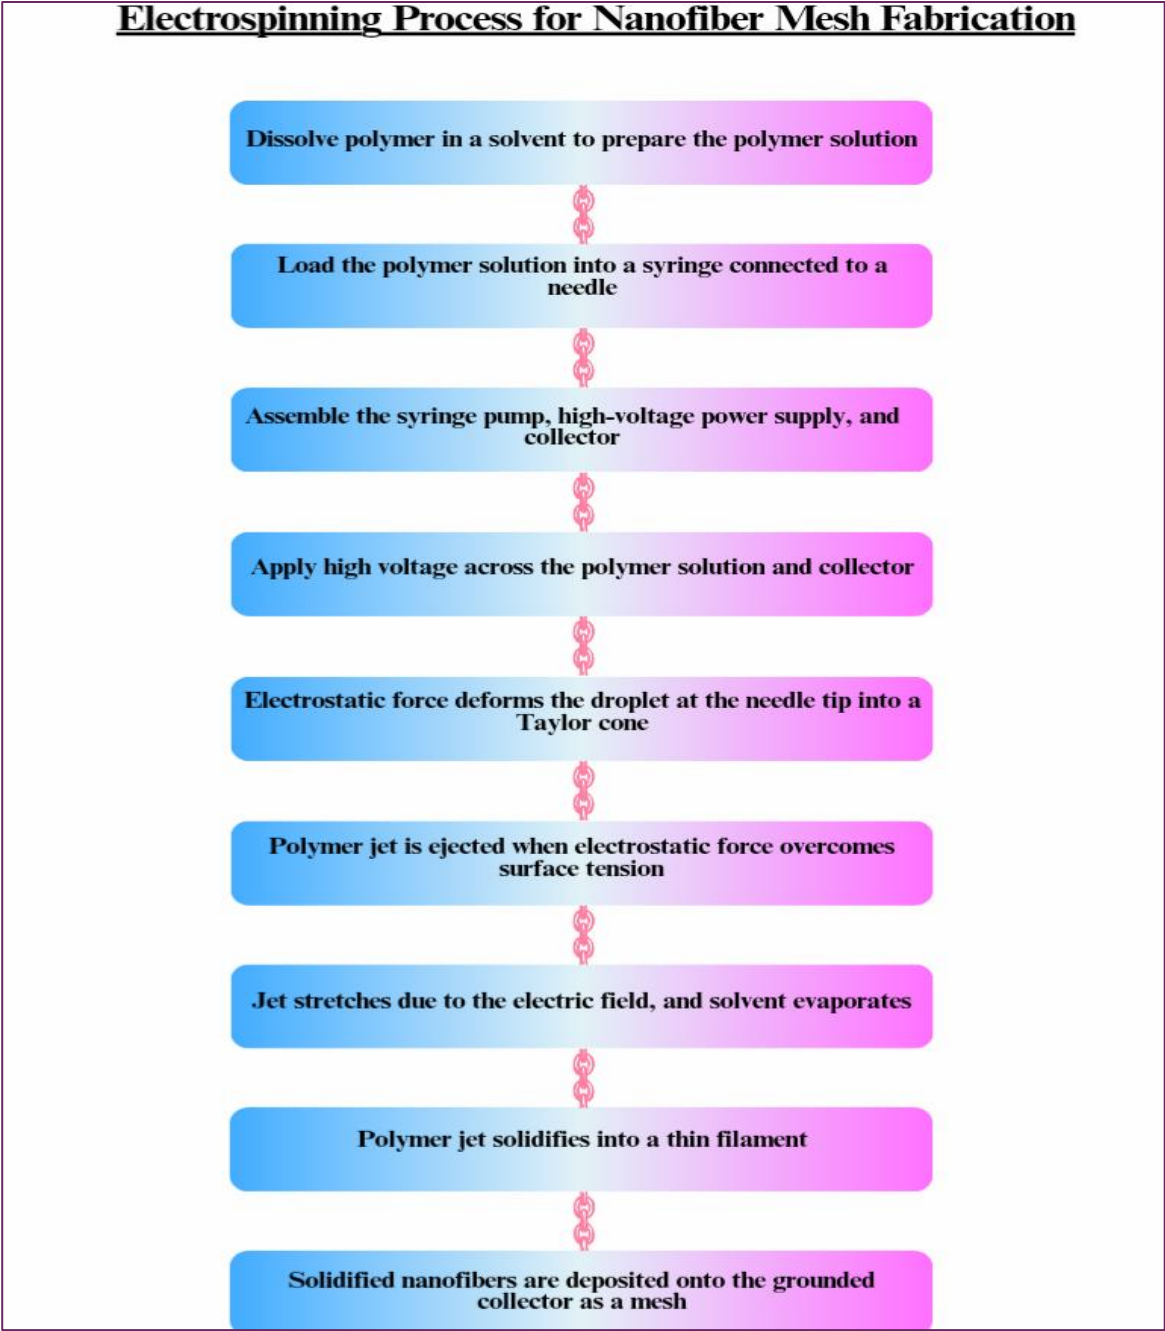 Electrospinning Process for Nanofiber Mesh Fabrication
Dissolve polymer in a solvent to prepare the polymer solution
Load the polymer solution into a syringe connected to a
needle
Assemble the syringe pump, high-voltage power supply, and
collector
Apply high voltage across the polymer solution and collector
Electrostatic force deforms the droplet at the needle tip into a
Taylor cone
Polymer jet is ejected when electrostatic force overcomes
surface tension
Jet stretches due to the electric field, and solvent evaporates
Polymer jet solidifies into a thin filament
Solidified nanofibers are deposited onto the grounded
collector as a mesh